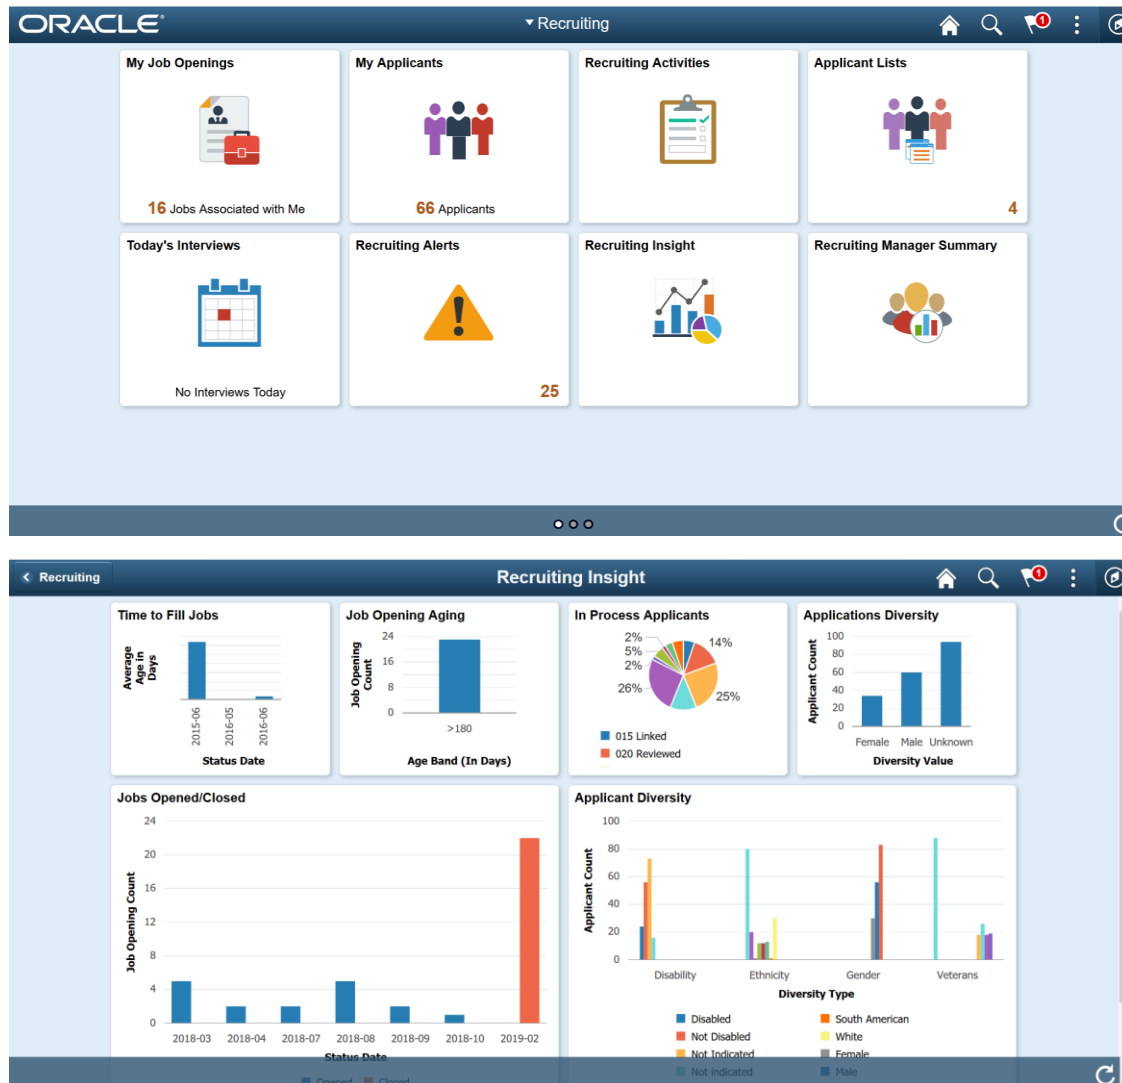 ORACLE®
Recruiting
1
My Job Openings
16 Jobs Associated with Me
My Applicants
66 Applicants
Recruiting Activities
Applicant Lists
4
Today's Interviews
No Interviews Today
Recruiting Alerts
25
Recruiting Insight
Recruiting Manager Summary
Recruiting
Recruiting Insight
1
Time to Fill Jobs
Average
Age in
Days
2015-06
2016-05
2016-06
Status Date
Job Opening Aging
Job Opening
Count
24
16
8
0
>180
Age Band (In Days)
In Process Applicants
2%
5%
2%
26%
14%
25%
015 Linked
020 Reviewed
Applications Diversity
Applicant Count
100
80
60
40
20
0
Female Male Unknown
Diversity Value
Jobs Opened/Closed
Job Opening Count
24
20
16
12
8
4
0
2018-03 2018-04 2018-07 2018-08 2018-09 2018-10 2019-02
Status Date
Opened Closed
Applicant Diversity
Applicant Count
100
80
60
40
20
0
Disability Ethnicity Gender Veterans
Diversity Type
Disabled South American
Not Disabled White
Not Indicated Female
Not indicated Male